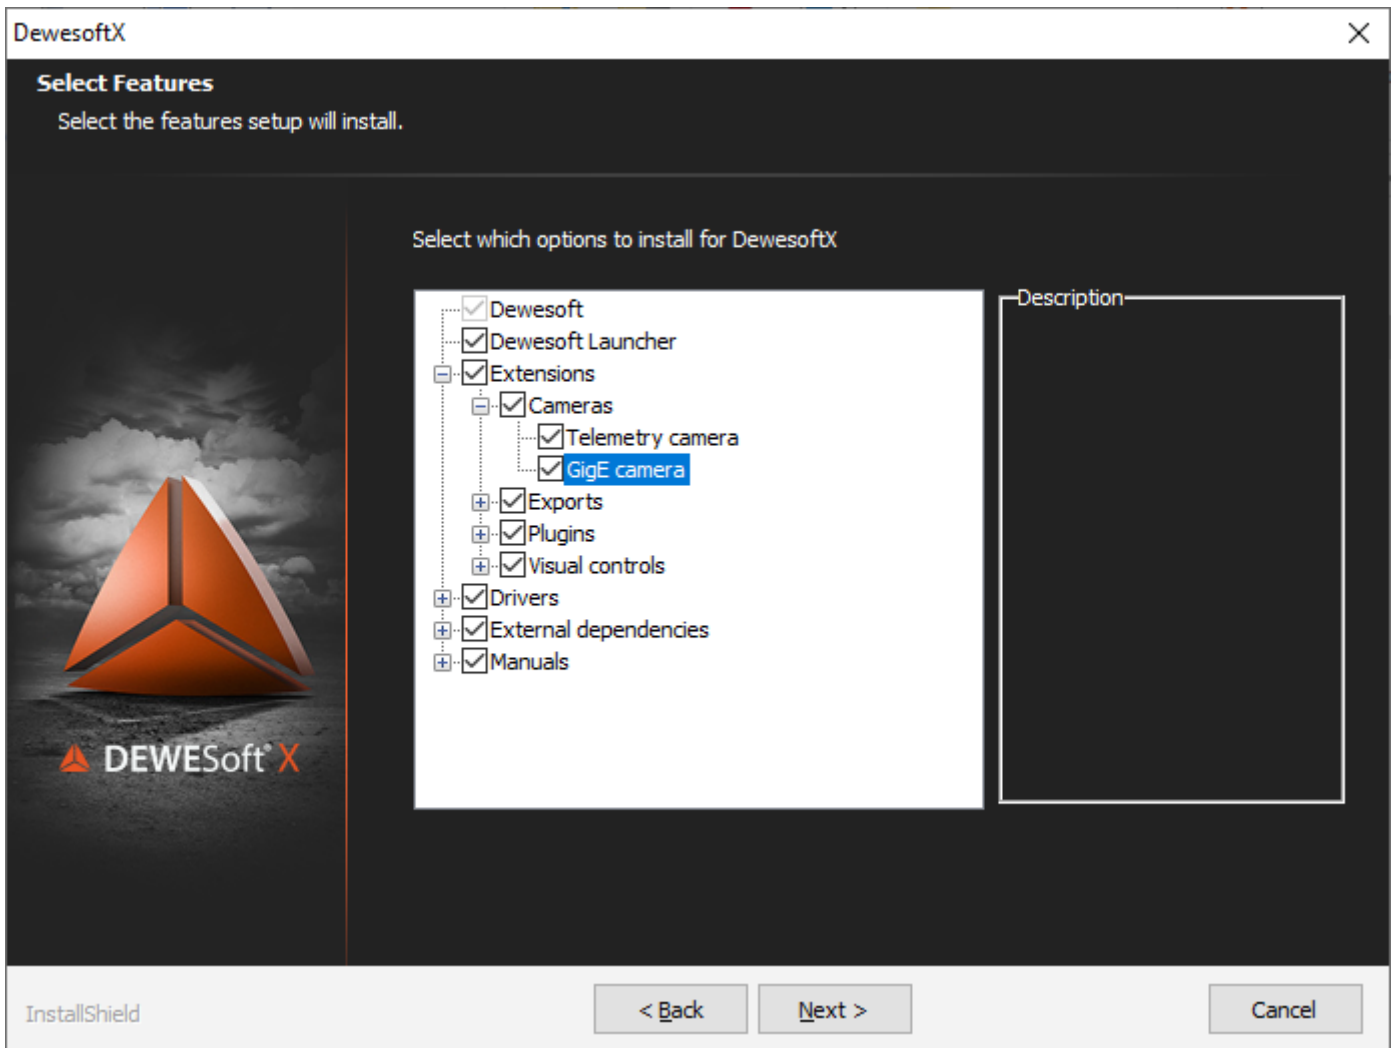 DewesoftX
Select Features
Select the features setup will install.
Select which options to install for DewesoftX
Dewesoft
Dewesoft Launcher
Extensions
Cameras
Telemetry camera
GigE camera
Exports
Plugins
Visual controls
Drivers
External dependencies
Manuals
Description
DEWESoft® X
InstallShield
< Back
Next >
Cancel